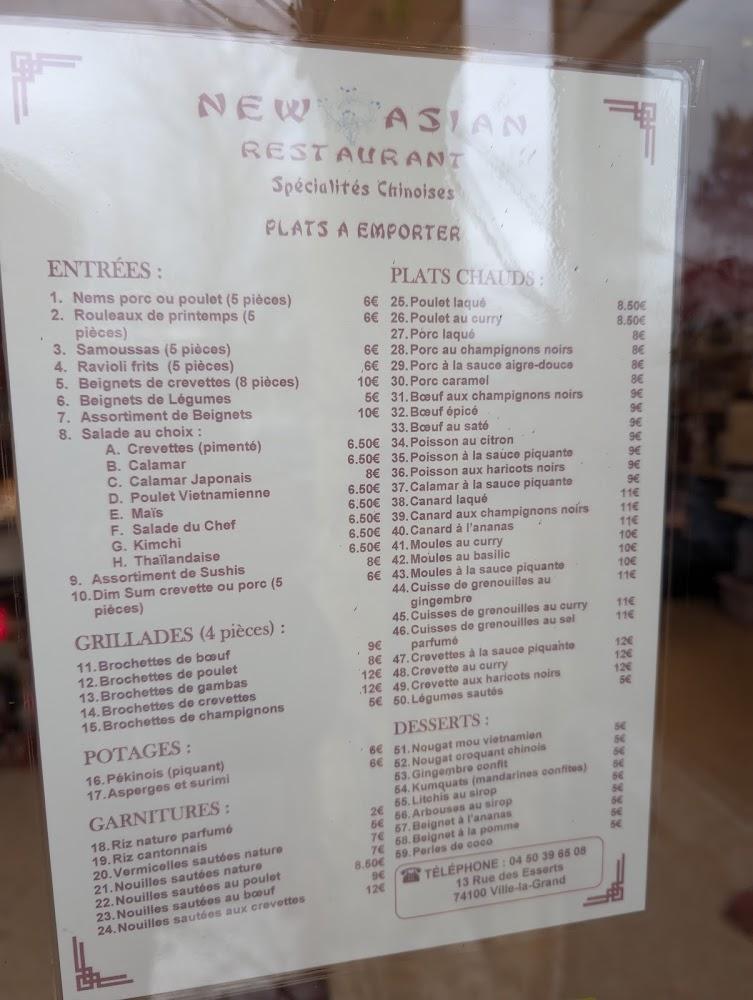 NEW ASIAN
RESTAURANT
Spécialités Chinoises
PLATS A EMPORTER
ENTRÉES :
1. Nems porc ou poulet (5 pièces) 6€
2. Rouleaux de printemps (5 6€
pièces)
3. Samoussas (5 pièces) 6€
4. Ravioli frits (5 pièces) 6€
5. Beignets de crevettes (8 pièces) 10€
6. Beignets de Légumes 5€
7. Assortiment de Beignets 10€
8. Salade au choix :
A. Crevettes (pimenté) 6.50€
B. Calamar 6.50€
C. Calamar Japonais 8€
D. Poulet Vietnamienne 6.50€
E. Maïs 6.50€
F. Salade du Chef 6.50€
G. Kimchi 6.50€
H. Thaïlandaise 6.50€
9. Assortiment de Sushis 8€
10. Dim Sum crevette ou porc (5 6€
pièces)
GRILLADES (4 pièces) :
11. Brochettes de bœuf 9€
12. Brochettes de poulet 8€
13. Brochettes de gambas 12€
14. Brochettes de crevettes 12€
15. Brochettes de champignons 5€
POTAGES :
16. Pékinois (piquant) 6€
17. Asperges et surimi 6€
GARNITURES :
18. Riz nature parfumé 2€
19. Riz cantonnais 5€
20. Vermicelles sautées nature 7€
21. Nouilles sautées nature 7€
22. Nouilles sautées au poulet 8.50€
23. Nouilles sautées au bœuf 9€
24. Nouilles sautées aux crevettes 12€
PLATS CHAUDS :
25. Poulet laqué 8.50€
26. Poulet au curry 8.50€
27. Porc laqué 8€
28. Porc au champignons noirs 8€
29. Porc à la sauce aigre-douce 8€
30. Porc caramel 8€
31. Bœuf aux champignons noirs 9€
32. Bœuf épicé 9€
33. Bœuf au saté 9€
34. Poisson au citron 9€
35. Poisson à la sauce piquante 9€
36. Poisson aux haricots noirs 9€
37. Calamar à la sauce piquante 9€
38. Canard laqué 11€
39. Canard aux champignons noirs 11€
40. Canard à l'ananas 11€
41. Moules au curry 10€
42. Moules au basilic 10€
43. Moules à la sauce piquante 10€
44. Cuisse de grenouilles au 11€
gingembre
45. Cuisses de grenouilles au curry 11€
46. Cuisses de grenouilles au sel 11€
parfumé
47. Crevettes à la sauce piquante 12€
48. Crevette au curry 12€
49. Crevette aux haricots noirs 12€
50. Légumes sautés 5€
DESSERTS :
51. Nougat mou vietnamien 5€
52. Nougat croquant chinois 5€
53. Gingembre confit 5€
54. Kumquats (mandarines confites) 5€
55. Litchis au sirop 5€
56. Arbouses au sirop 5€
57. Beignet à l'ananas 5€
58. Beignet à la pomme 5€
59. Perles de coco 5€
TÉLÉPHONE : 04 50 39 65 08
13 Rue des Esserts
74100 Ville-la-Grand